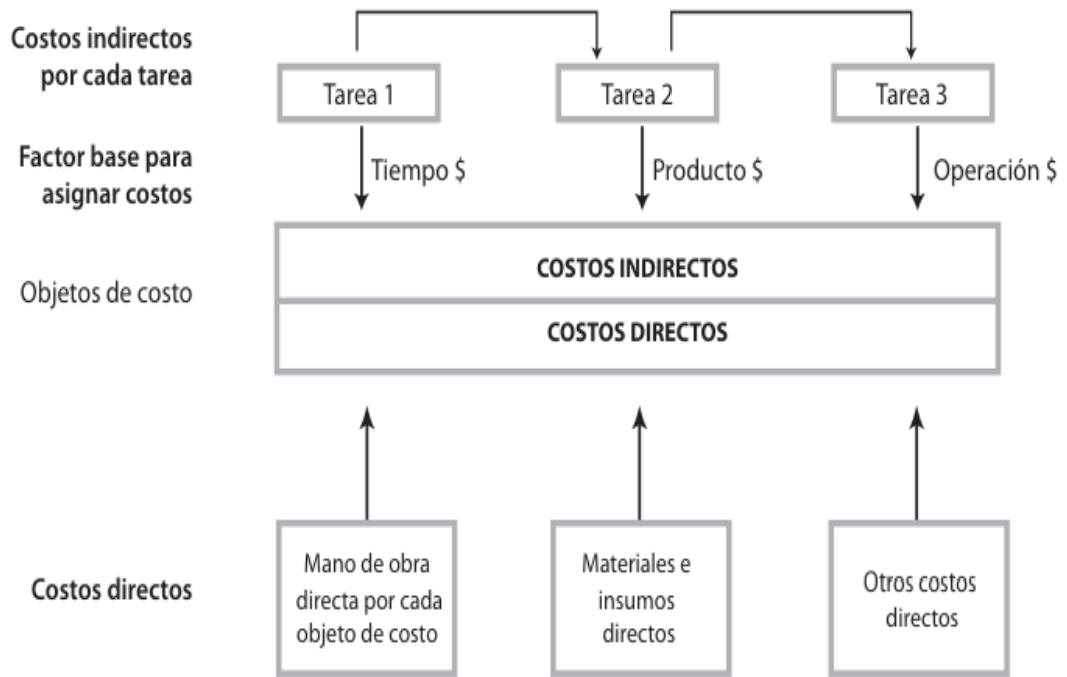 Costos indirectos
por cada tarea
Tarea 1
Tarea 2
Tarea 3
Factor base para
asignar costos
Tiempo $
Producto $
Operación $
Objetos de costo
COSTOS INDIRECTOS
COSTOS DIRECTOS
Costos directos
Mano de obra
directa por cada
objeto de costo
Materiales e
insumos
directos
Otros costos
directos